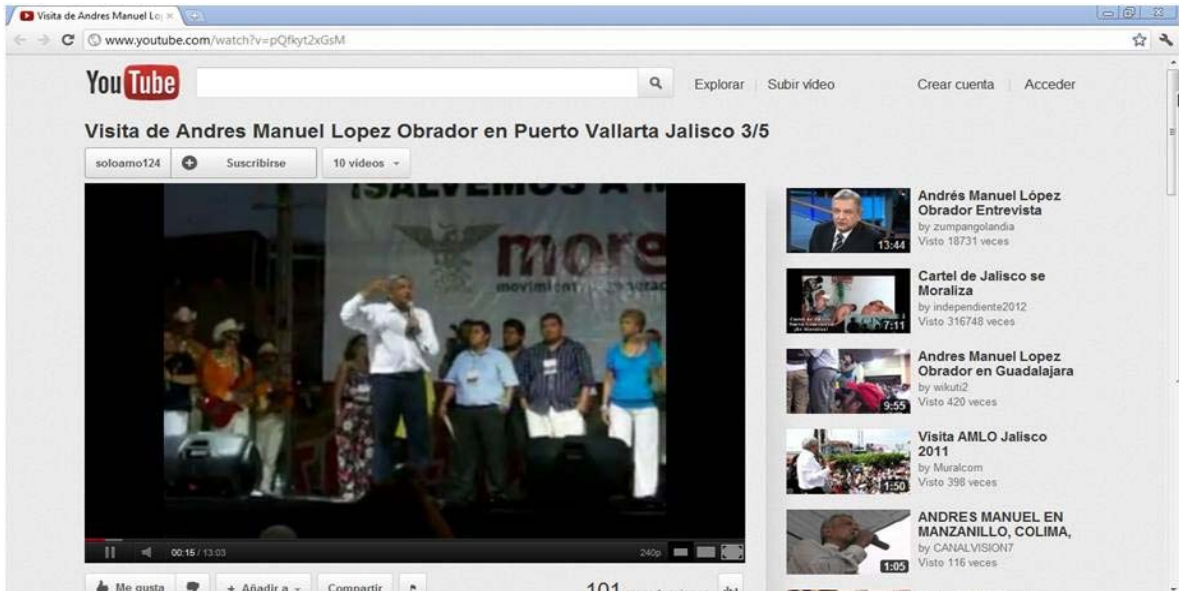 Visita de Andres Manuel Lop
www.youtube.com/watch?v=pQfkyt2xGsM
YouTube
Explorar
Subir vídeo
Crear cuenta
Acceder
Visita de Andres Manuel Lopez Obrador en Puerto Vallarta Jalisco 3/5
soloamo124
Suscribirse
10 vídeos
¡SALVEMOS A M
more
00:15 / 13:03
240p
Me gusta
+ Añadir a
Compartir
101
Andrés Manuel López
Obrador Entrevista
by zumpangolandia
Visto 18731 veces
13:44
Cartel de Jalisco se
Moraliza
by independiente2012
Visto 316748 veces
7:11
Andres Manuel Lopez
Obrador en Guadalajara
by wikuti2
Visto 420 veces
9:55
Visita AMLO Jalisco
2011
by Muralcom
Visto 398 veces
1:50
ANDRES MANUEL EN
MANZANILLO, COLIMA,
by CANALVISION7
Visto 116 veces
1:05